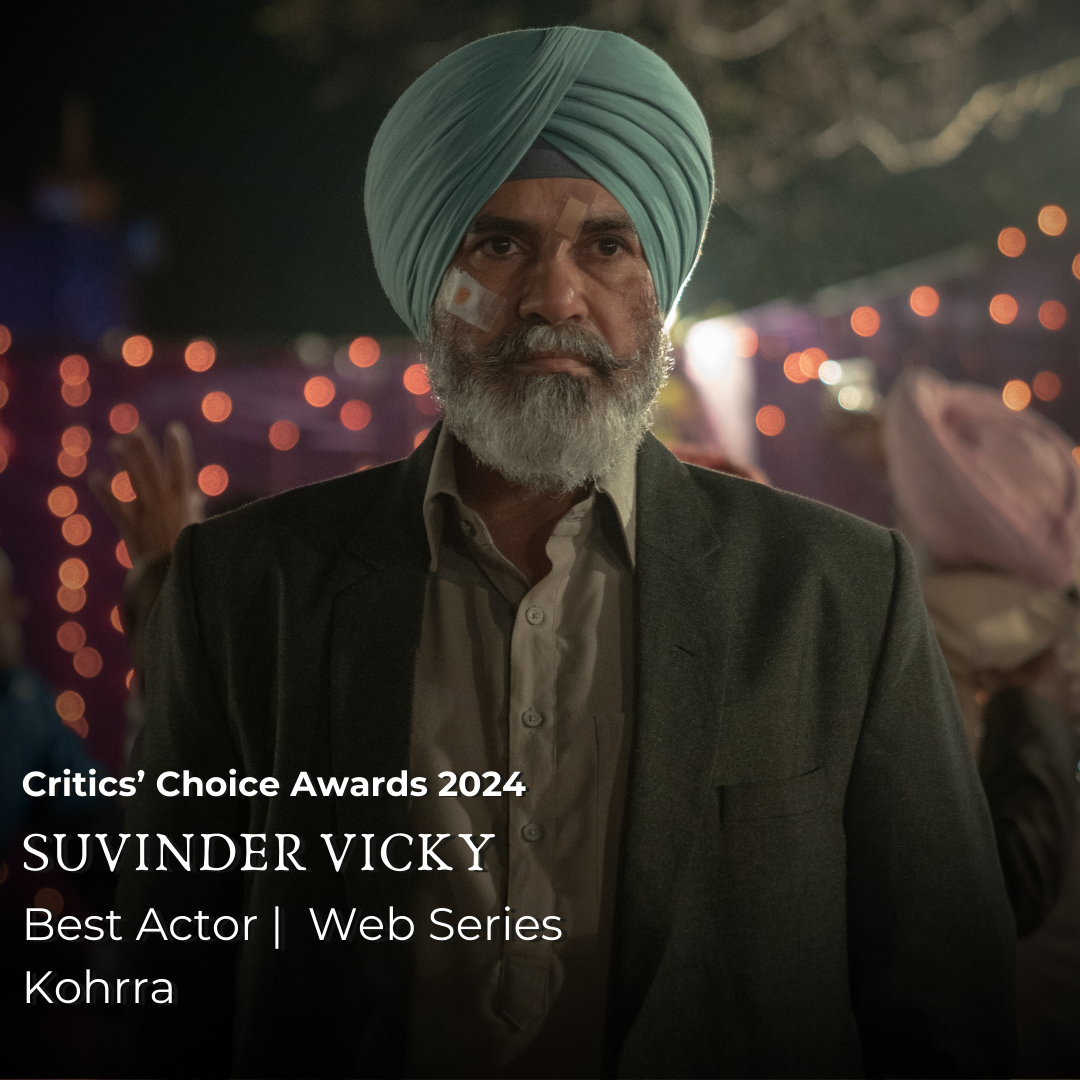 Critics’ Choice Awards 2024
SUVINDER VICKY
Best Actor | Web Series
Kohrra